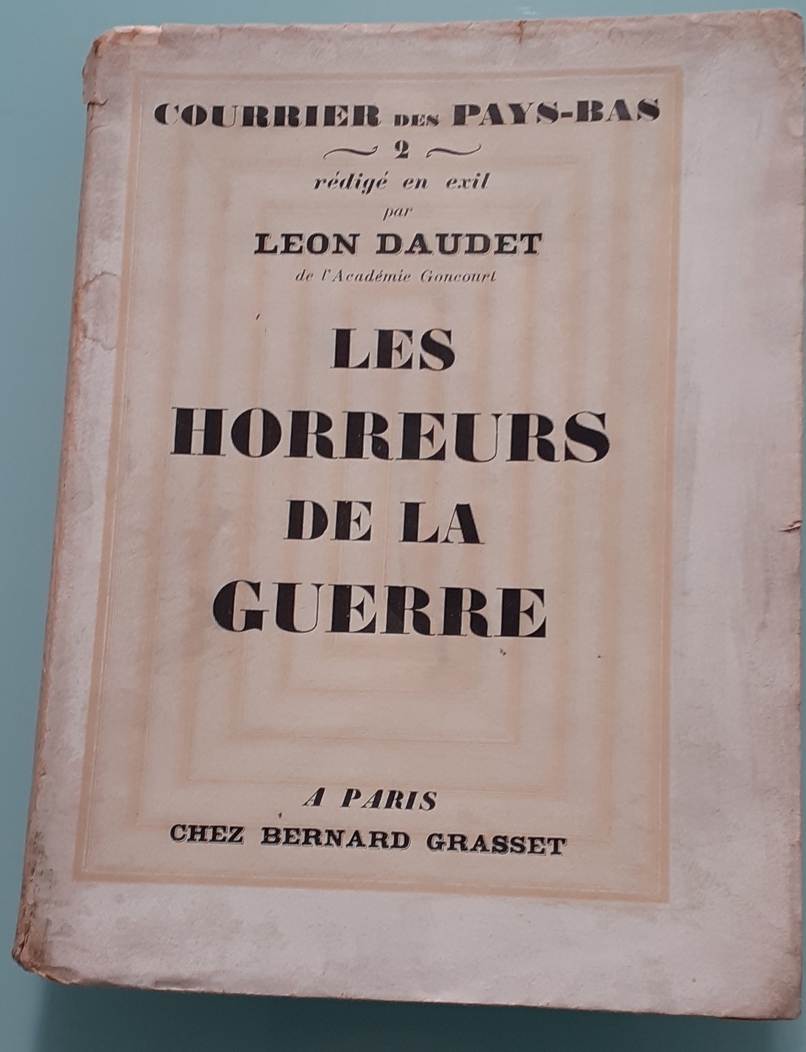 COURRIER DES PAYS-BAS
2
rédigé en exil
par
LEON DAUDET
de l'Académie Goncourt
LES
HORREURS
DE LA
GUERRE
A PARIS
CHEZ BERNARD GRASSET